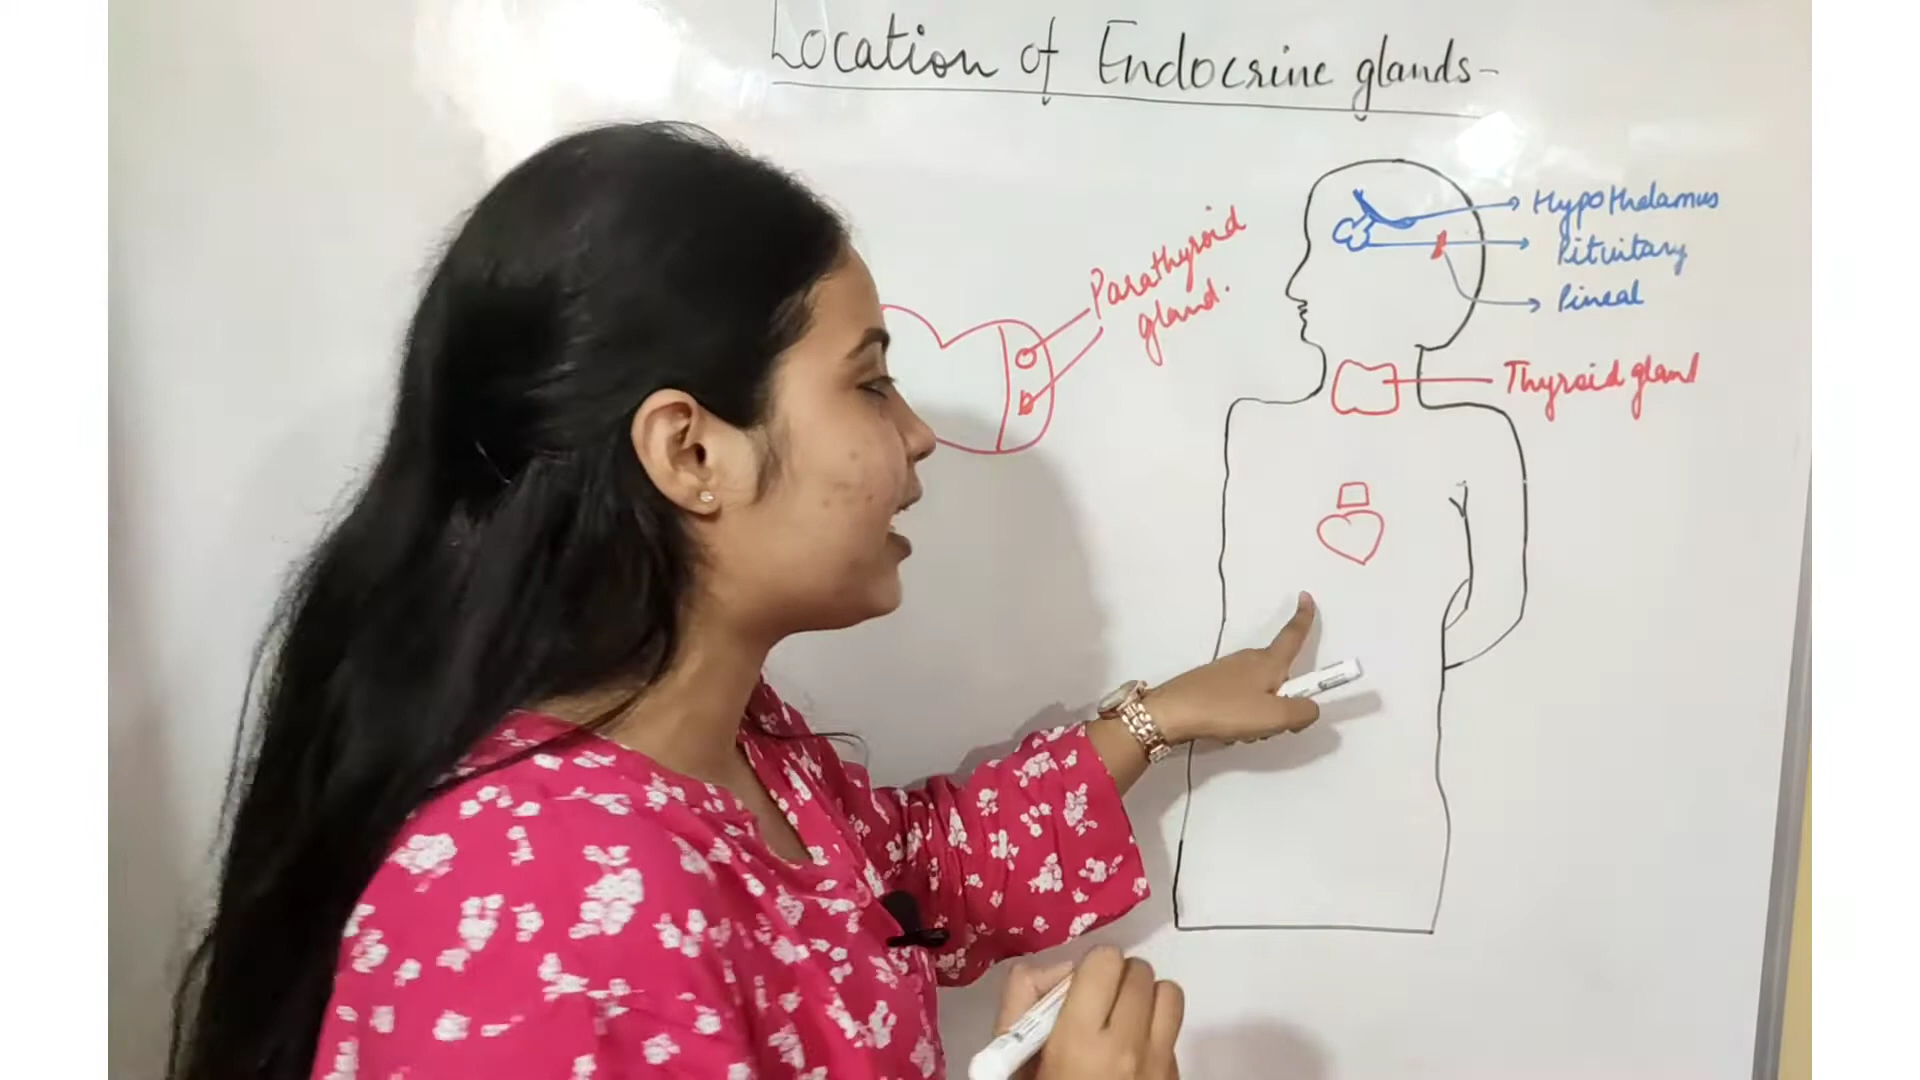 Location of Endocrine glands-
Hypothalamus
Pituitary
Pineal
Parathyroid
gland.
Thyroid gland